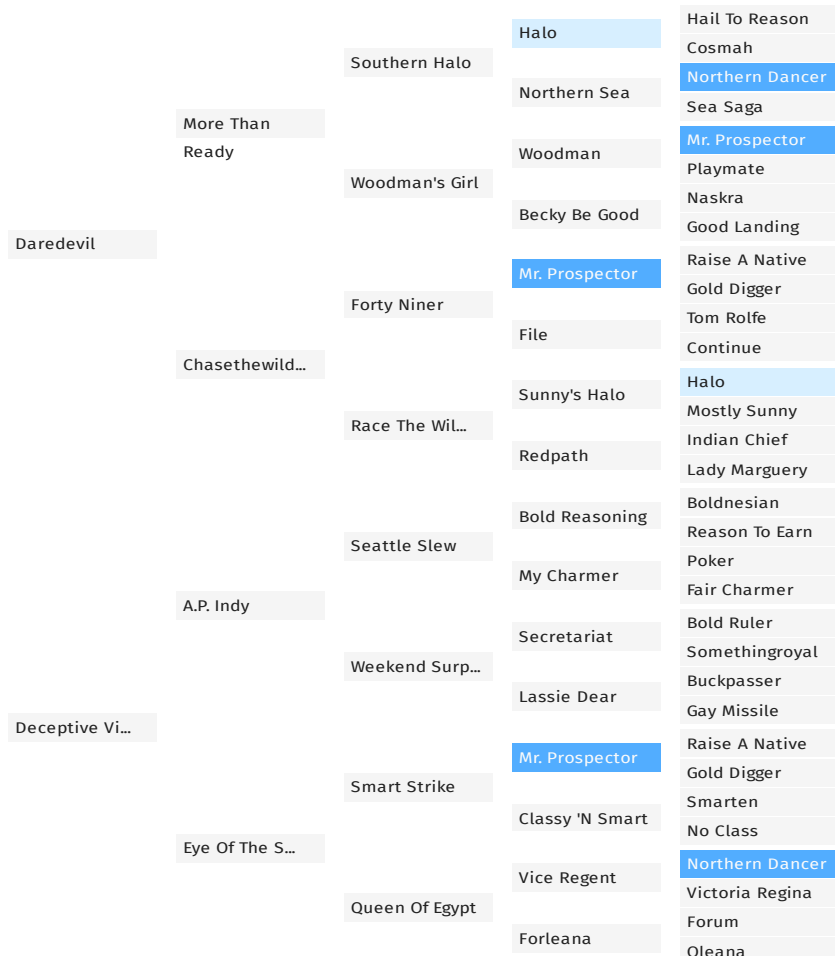 Daredevil
Deceptive Vi...
More Than
Ready
Chasethewild...
A.P. Indy
Eye Of The S...
Southern Halo
Woodman's Girl
Forty Niner
Race The Wil...
Seattle Slew
Weekend Surp...
Smart Strike
Queen Of Egypt
Halo
Northern Sea
Woodman
Becky Be Good
Mr. Prospector
File
Sunny's Halo
Redpath
Bold Reasoning
My Charmer
Secretariat
Lassie Dear
Mr. Prospector
Classy 'N Smart
Vice Regent
Forleana
Hail To Reason
Cosmah
Northern Dancer
Sea Saga
Mr. Prospector
Playmate
Naskra
Good Landing
Raise A Native
Gold Digger
Tom Rolfe
Continue
Halo
Mostly Sunny
Indian Chief
Lady Marguery
Boldnesian
Reason To Earn
Poker
Fair Charmer
Bold Ruler
Somethingroyal
Buckpasser
Gay Missile
Raise A Native
Gold Digger
Smarten
No Class
Northern Dancer
Victoria Regina
Forum
Oleana